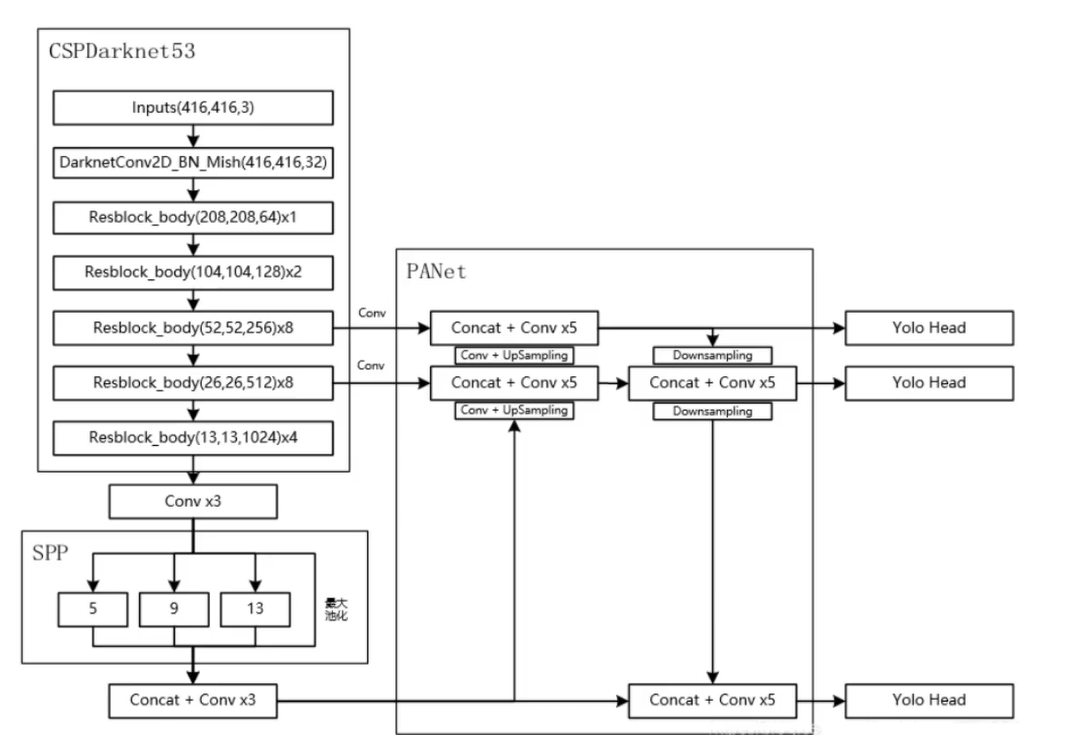 CSPDarknet53
Inputs(416,416,3)
DarknetConv2D_BN_Mish(416,416,32)
Resblock_body(208,208,64)x1
Resblock_body(104,104,128)x2
Resblock_body(52,52,256)x8
Resblock_body(26,26,512)x8
Resblock_body(13,13,1024)x4
Conv x3
SPP
5
9
13
最大
池化
Concat + Conv x3
Conv
Conv
PANet
Concat + Conv x5
Conv + UpSampling
Concat + Conv x5
Conv + UpSampling
Downsampling
Concat + Conv x5
Downsampling
Concat + Conv x5
Yolo Head
Yolo Head
Yolo Head